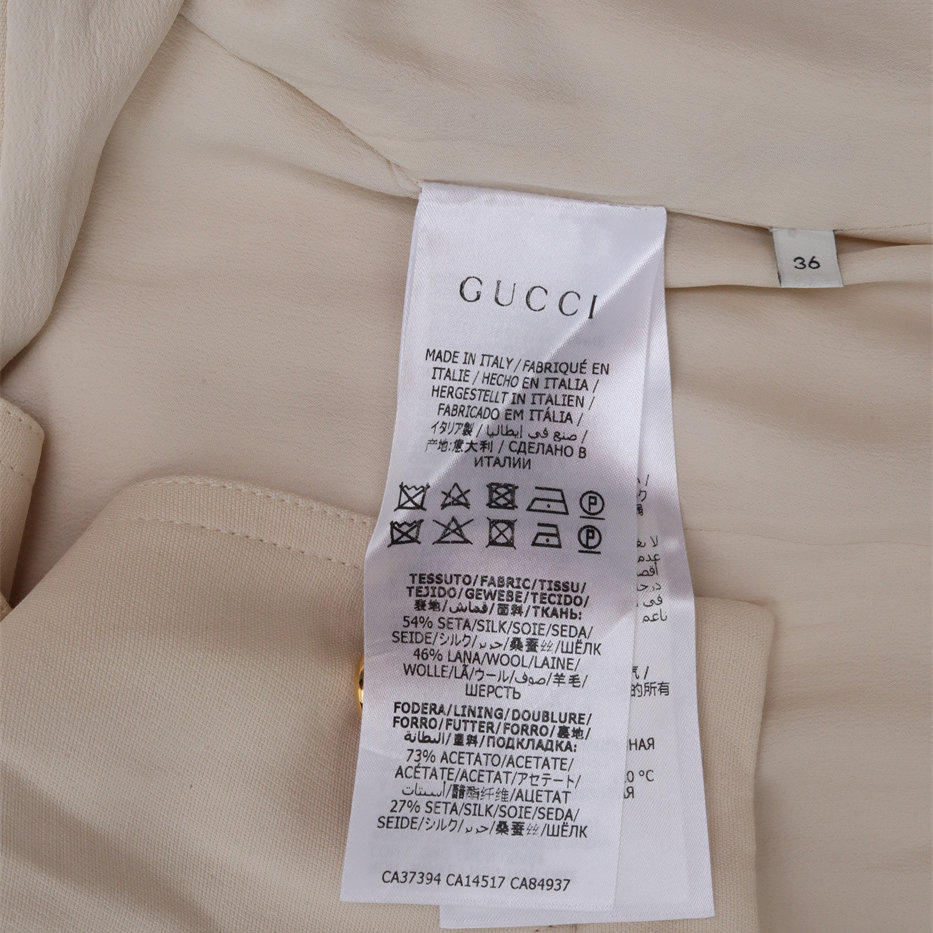 GUCCI
36
MADE IN ITALY / FABRIQUÉ EN
ITALIE / HECHO EN ITALIA /
HERGESTELLT IN ITALIEN /
FABRICADO EM ITÁLIA /
イタリア製 / صنع في إيطاليا /
产地:意大利 / СДЕЛАНО В
ИТАЛИИ
P
P
TESSUTO/FABRIC/TISSU/
TEJIDO/GEWEBE/TECIDO/
表地/قماش/面料/ТКАНЬ:
54% SETA/SILK/SOIE/SEDA/
SEIDE/シルク/حرير/桑蚕丝/ШЁЛК
46% LANA/WOOL/LAINE/
WOLLE/LÃ/ウール/صوف/羊毛/
ШЕРСТЬ
FODERA/LINING/DOUBLURE/
FORRO/FUTTER/FORRO/裏地/
البطانة/里料/ПОДКЛАДКА:
73% ACETATO/ACETATE/
ACÉTATE/ACETAT/アセテート/
أسيتات/醋酯纤维/АЦЕТАТ
27% SETA/SILK/SOIE/SEDA/
SEIDE/シルク/حرير/桑蚕丝/ШЁЛК
CA37394 CA14517 CA84937
的所有